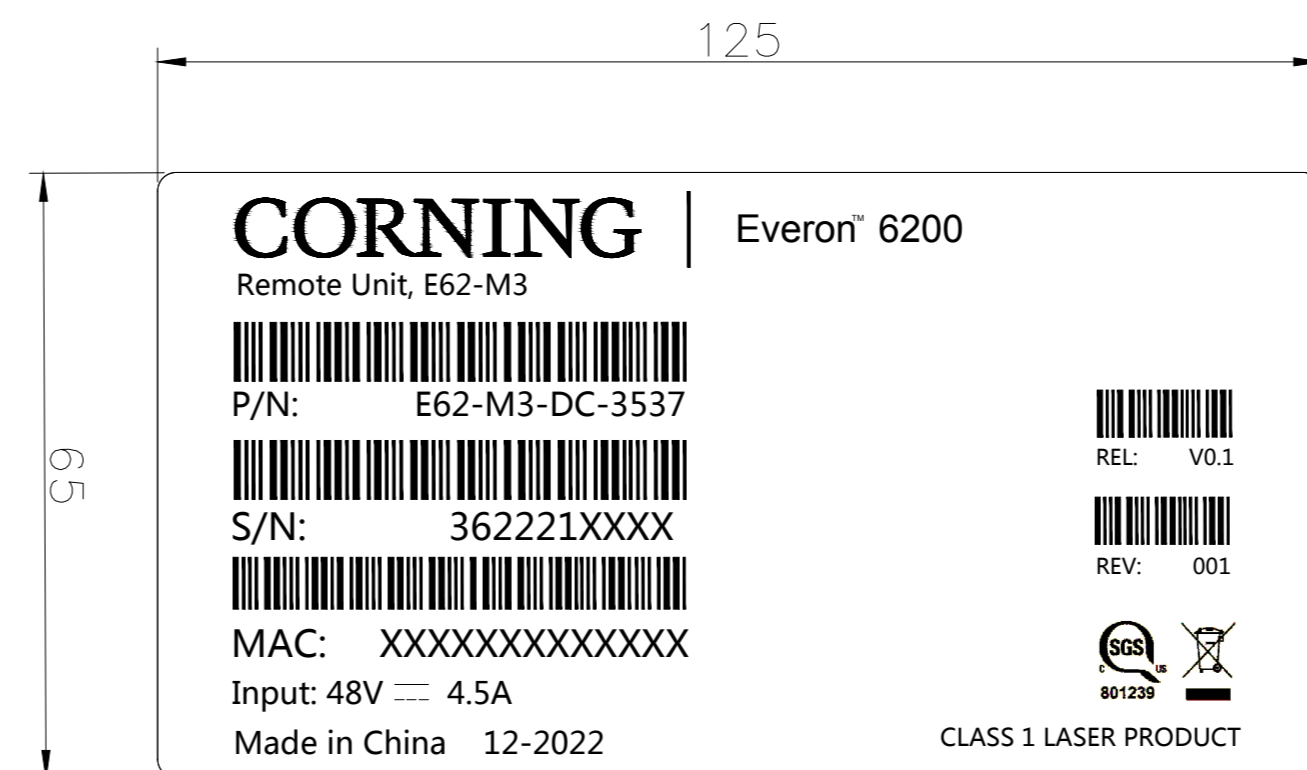 125
65
CORNING | Everon™ 6200
Remote Unit, E62-M3
P/N: E62-M3-DC-3537
S/N: 362221XXXX
MAC: XXXXXXXXXXXXX
Input: 48V ⎓ 4.5A
Made in China 12-2022
REL: V0.1
REV: 001
SGS
C US
801239
CLASS 1 LASER PRODUCT